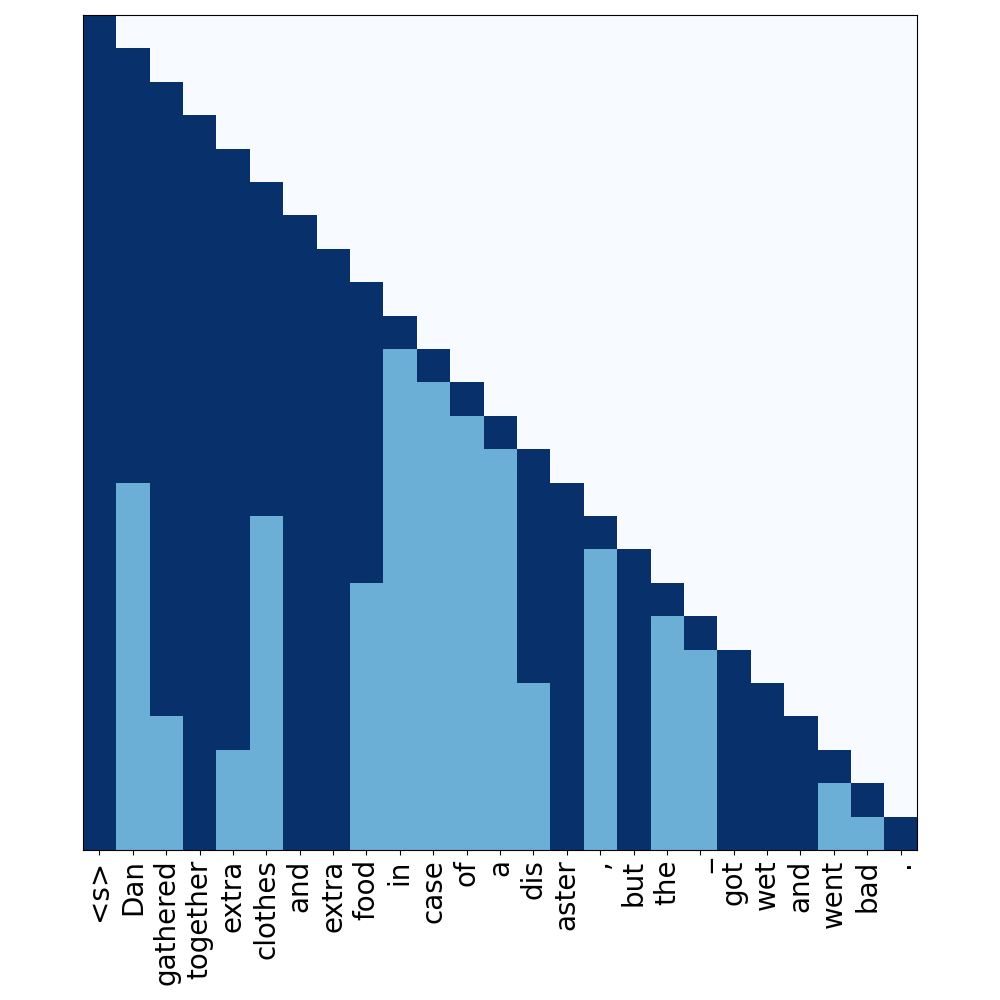 <s> Dan gathered together extra clothes and extra food in case of a dis aster , but the _ got wet and went bad .